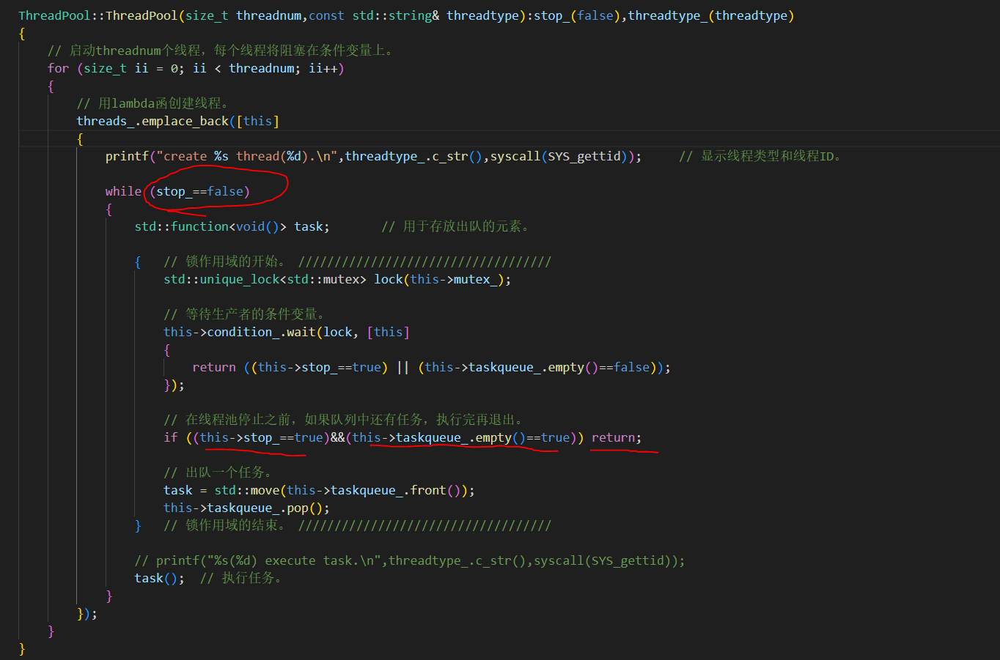 ThreadPool::ThreadPool(size_t threadnum,const std::string& threadtype):stop_(false),threadtype_(threadtype)
{
// 启动threadnum个线程，每个线程将阻塞在条件变量上。
for (size_t ii = 0; ii < threadnum; ii++)
{
// 用lambda函创建线程。
threads_.emplace_back([this]
{
printf("create %s thread(%d).\n",threadtype_.c_str(),syscall(SYS_gettid)); // 显示线程类型和线程ID。
while (stop_==false)
{
std::function<void()> task; // 用于存放出队的元素。
{ // 锁作用域的开始。 ///////////////////////////////////
std::unique_lock<std::mutex> lock(this->mutex_);
// 等待生产者的条件变量。
this->condition_.wait(lock, [this]
{
return ((this->stop_==true) || (this->taskqueue_.empty()==false));
});
// 在线程池停止之前，如果队列中还有任务，执行完再退出。
if ((this->stop_==true)&&(this->taskqueue_.empty()==true)) return;
// 出队一个任务。
task = std::move(this->taskqueue_.front());
this->taskqueue_.pop();
} // 锁作用域的结束。 ///////////////////////////////////
// printf("%s(%d) execute task.\n",threadtype_.c_str(),syscall(SYS_gettid));
task(); // 执行任务。
}
});
}
}